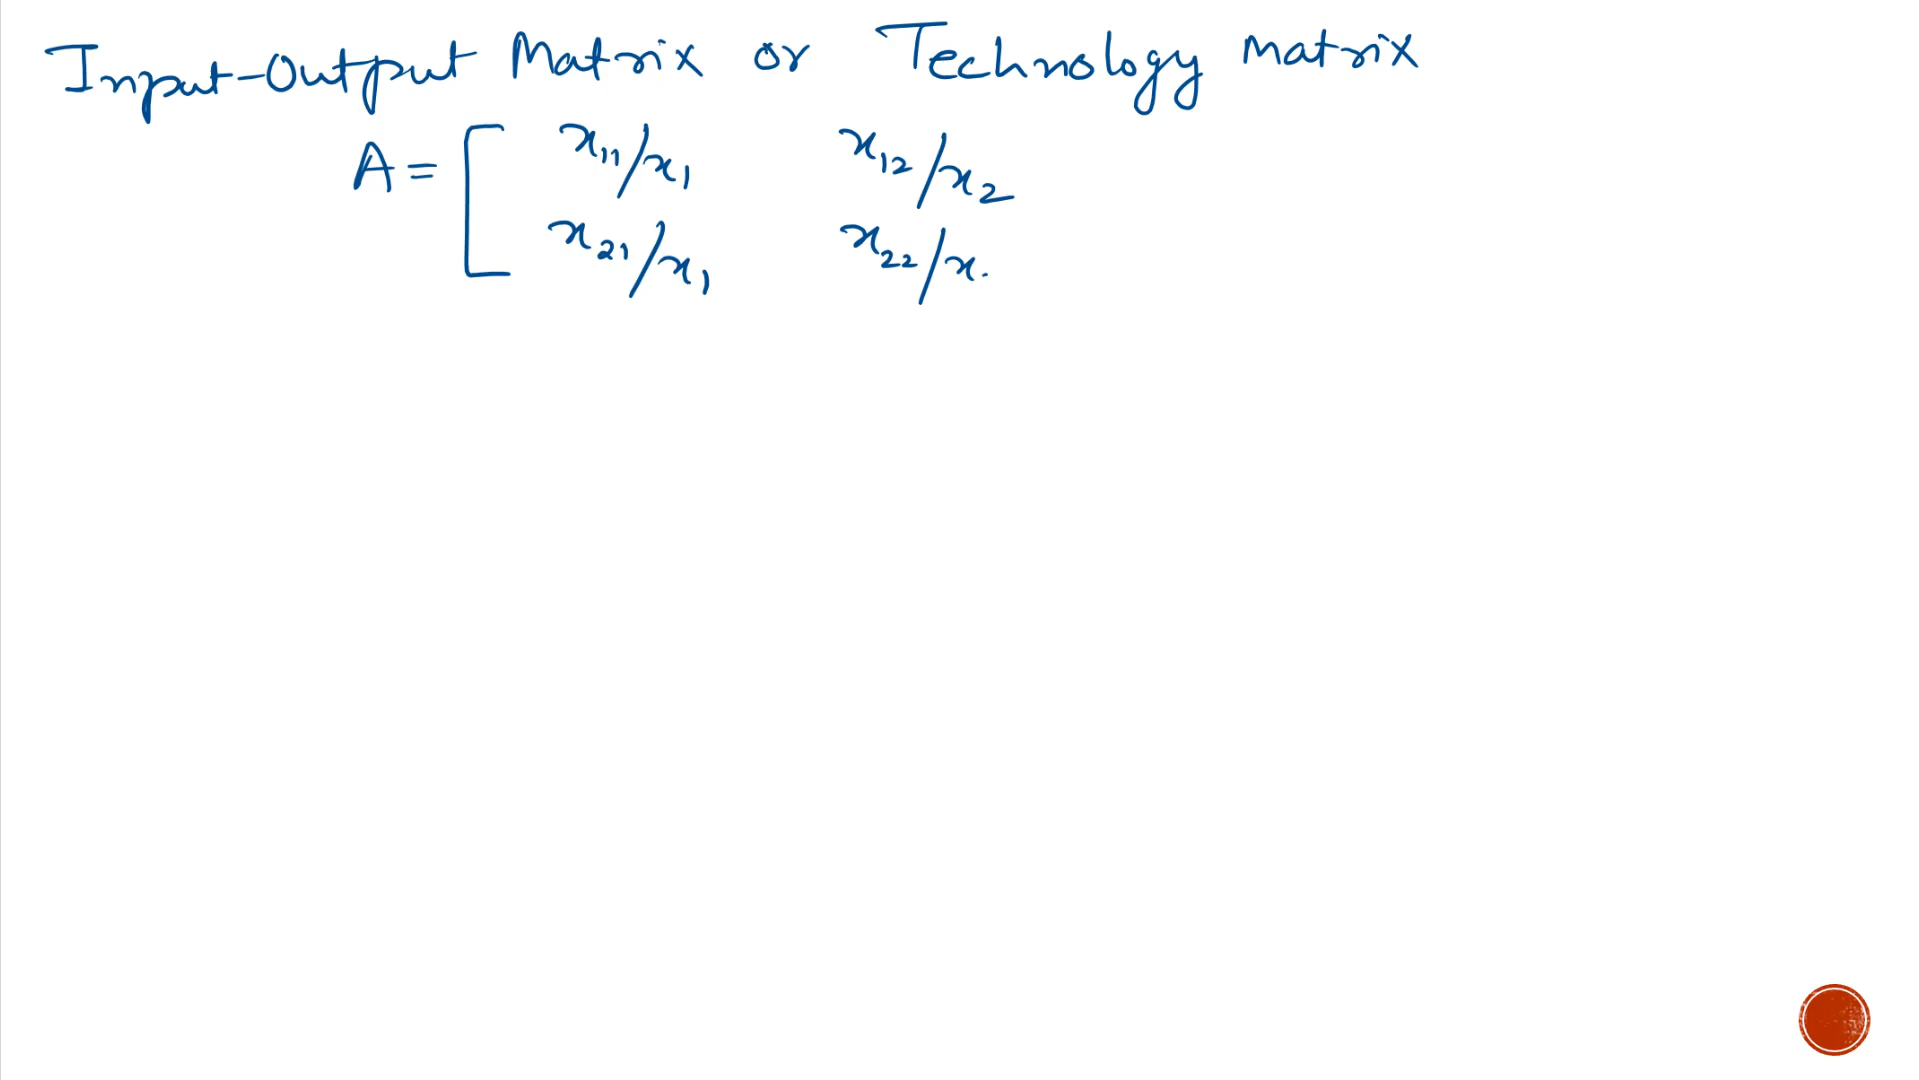 Input-Output Matrix or Technology matrix
A = [ x₁₁/x₁ x₁₂/x₂
x₂₁/x₁ x₂₂/x.